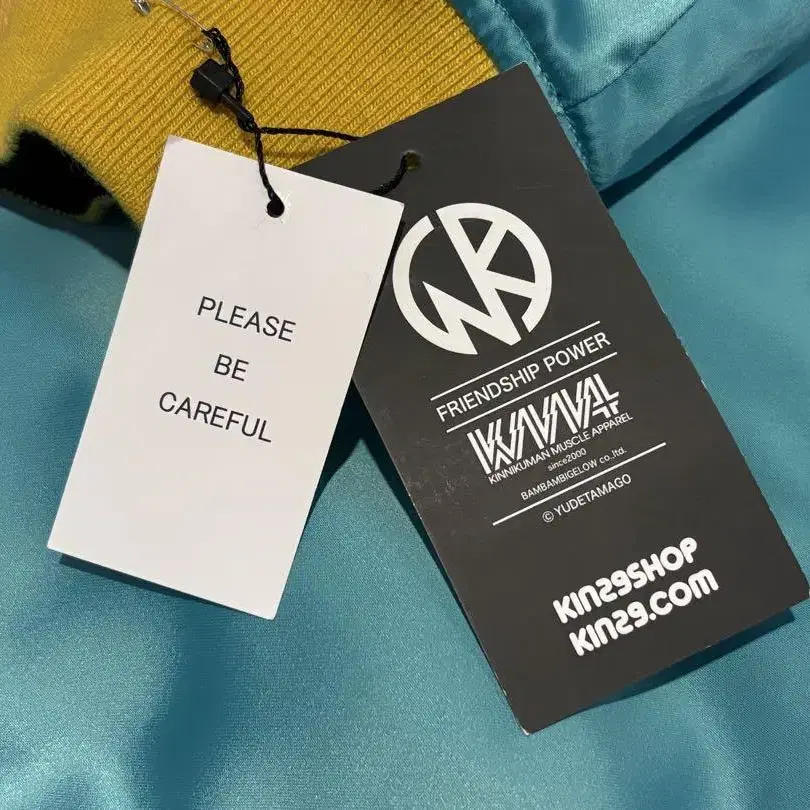 PLEASE
BE
CAREFUL
FRIENDSHIP POWER
KINNIKUMAN MUSCLE APPAREL
since2000
BAMBAMBIGELOW co.,ltd.
© YUDETAMAGO
KIN29SHOP
KIN29.COM